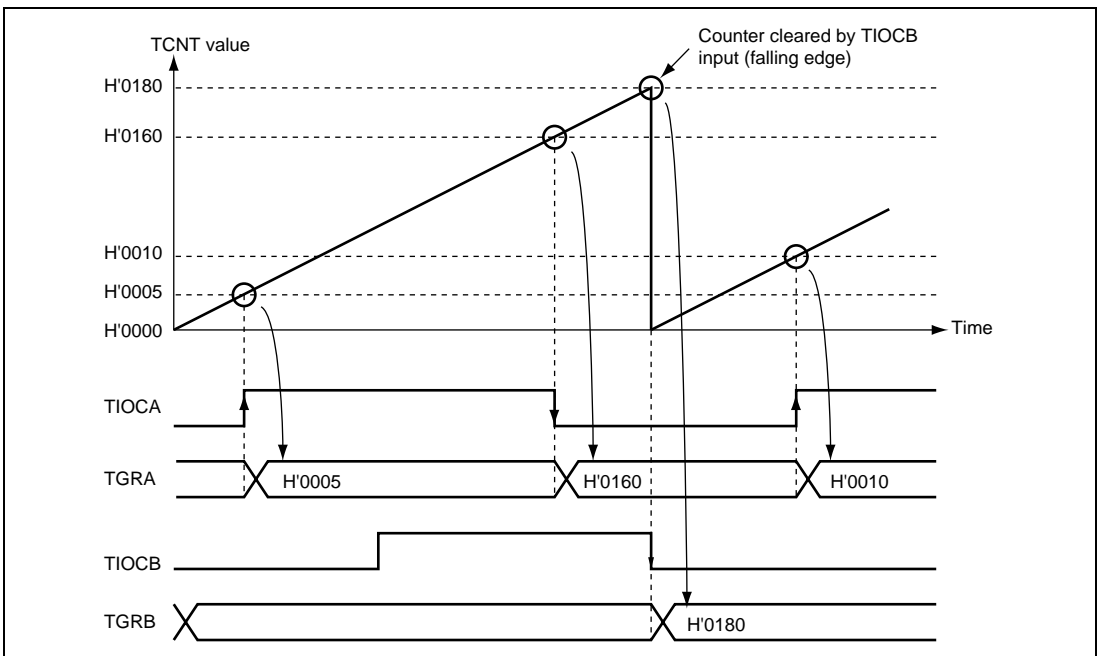 Counter cleared by TIOCB
input (falling edge)
TCNT value
H'0180
H'0160
H'0010
H'0005
H'0000
Time
TIOCA
TGRA
H'0005
H'0160
H'0010
TIOCB
TGRB
H'0180